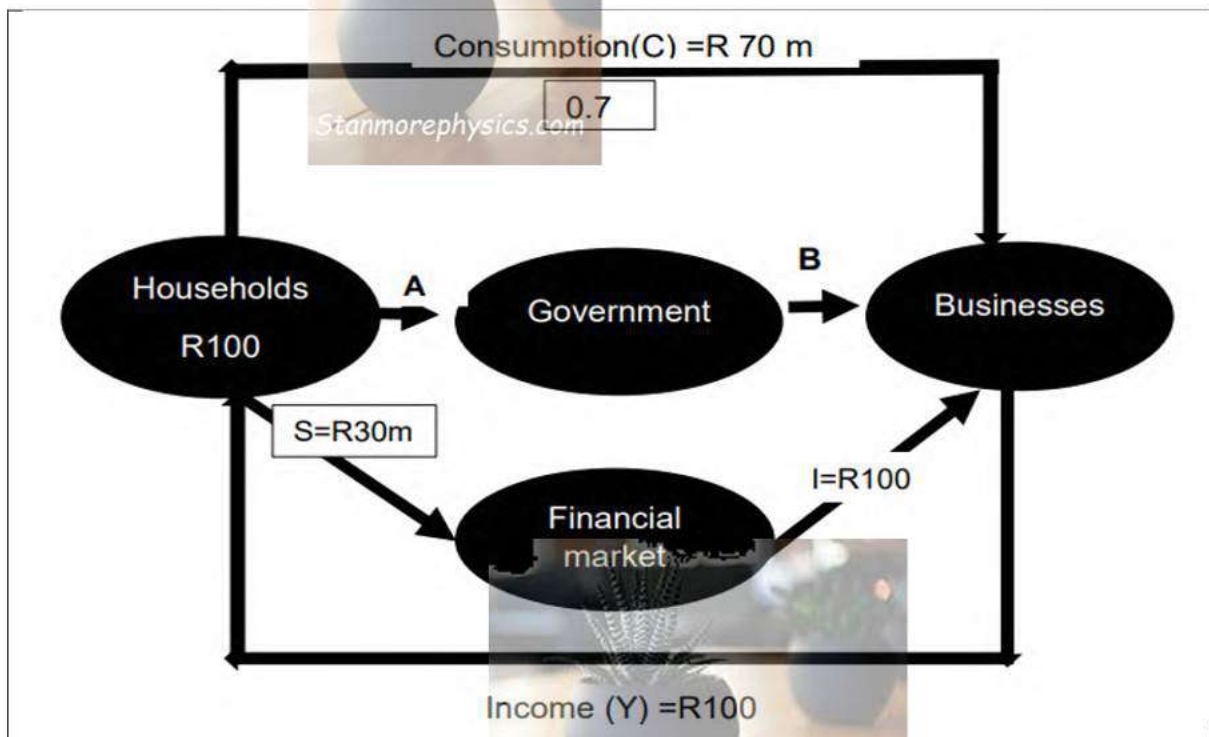 Consumption(C) =R 70 m
0.7
Stanmorephysics.com
Households
R100
A
Government
B
Businesses
S=R30m
I=R100
Financial
market
Income (Y) =R100